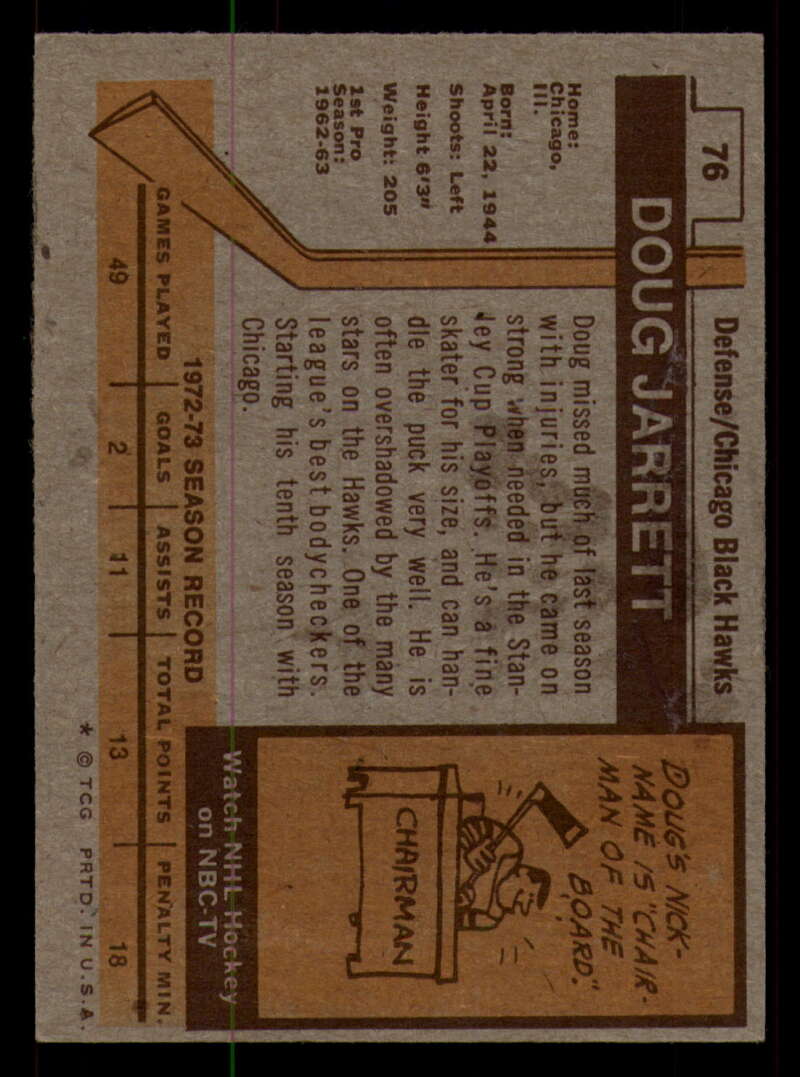 76
Defense/Chicago Black Hawks
DOUG JARRETT
Home:
Chicago,
Ill.
Born:
April 22, 1944
Shoots: Left
Height 6'3"
Weight: 205
1st Pro
Season:
1962-63
Doug missed much of last season
with injuries, but he came on
strong when needed in the Stan-
ley Cup Playoffs. He's a fine
skater for his size, and can han-
dle the puck very well. He is
often overshadowed by the many
stars on the Hawks. One of the
league's best bodycheckers.
Starting his tenth season with
Chicago.
DOUG'S NICK-
NAME IS "CHAIR-
MAN OF THE
BOARD".
CHAIRMAN
Watch NHL Hockey
on NBC-TV
1972-73 SEASON RECORD
GAMES PLAYED GOALS ASSISTS TOTAL POINTS PENALTY MIN.
49 2 11 13 18
* © TCG PRTD. IN U.S.A.